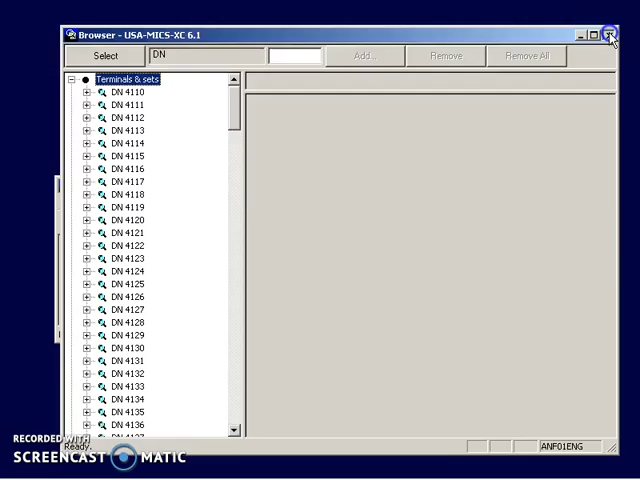 Browser - USA-MICS-XC 6.1
Select DN Add... Remove Remove All
Terminals & sets
DN 4110
DN 4111
DN 4112
DN 4113
DN 4114
DN 4115
DN 4116
DN 4117
DN 4118
DN 4119
DN 4120
DN 4121
DN 4122
DN 4123
DN 4124
DN 4125
DN 4126
DN 4127
DN 4128
DN 4129
DN 4130
DN 4131
DN 4132
DN 4133
DN 4134
DN 4135
DN 4136
RECORDED WITH
Ready. ANF01ENG
SCREENCAST MATIC